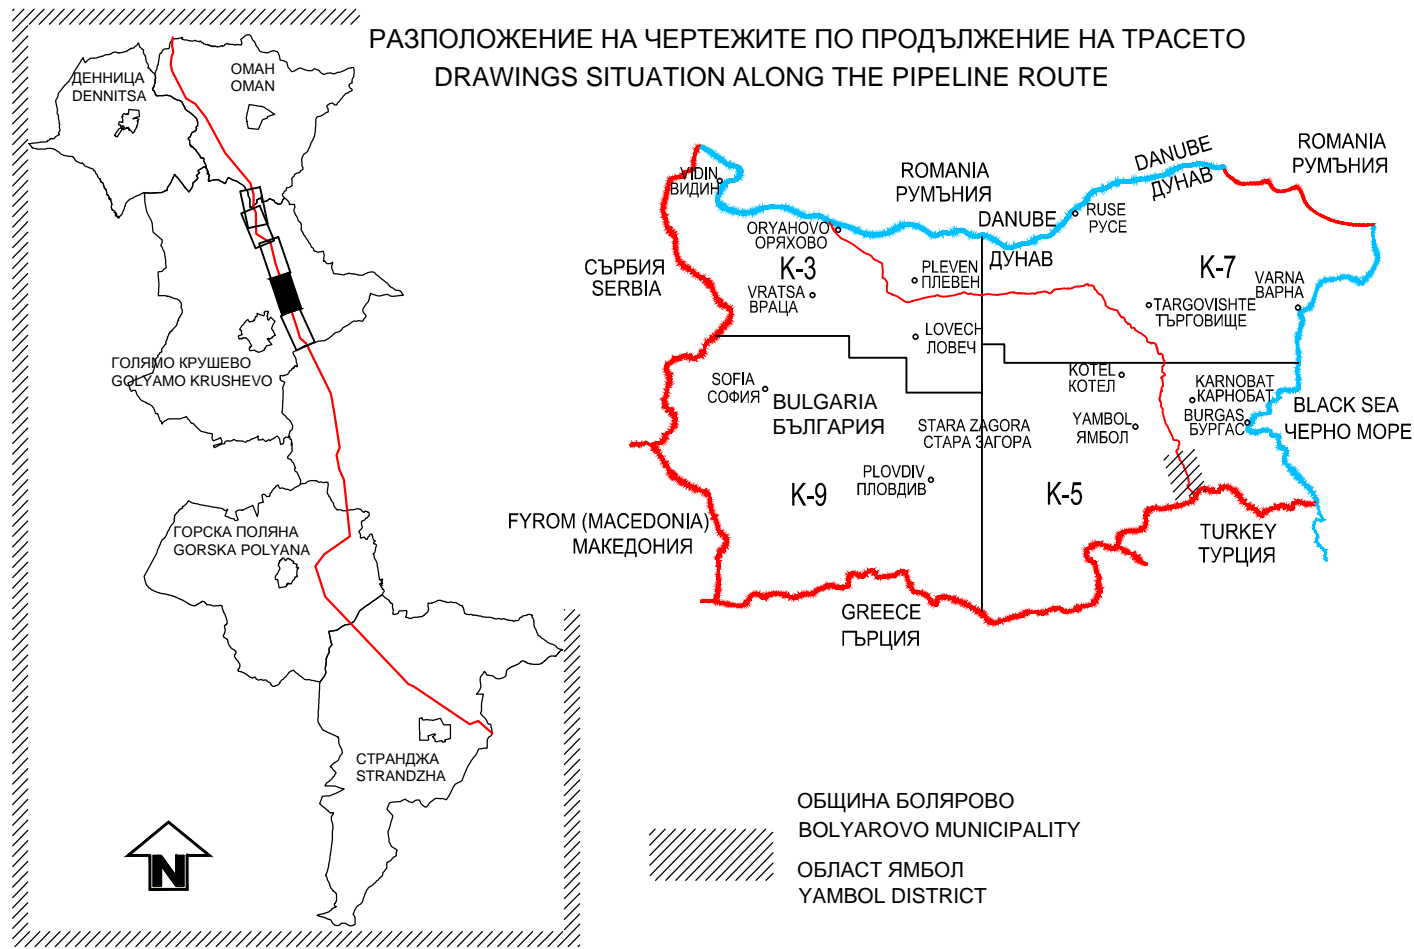 РАЗПОЛОЖЕНИЕ НА ЧЕРТЕЖИТЕ ПО ПРОДЪЛЖЕНИЕ НА ТРАСЕТО
DRAWINGS SITUATION ALONG THE PIPELINE ROUTE
ДЕННИЦА
DENNITSA
ОМАН
OMAN
ГОЛЯМО КРУШЕВО
GOLYAMO KRUSHEVO
ГОРСКА ПОЛЯНА
GORSKA POLYANA
СТРАНДЖА
STRANDZHA
N
VIDIN
ВИДИН
ROMANIA
РУМЪНИЯ
DANUBE
ДУНАВ
ROMANIA
РУМЪНИЯ
ORYAHOVO
ОРЯХОВО
DANUBE
ДУНАВ
RUSE
РУСЕ
СЪРБИЯ
SERBIA
K-3
VRATSA
ВРАЦА
PLEVEN
ПЛЕВЕН
K-7
VARNA
ВАРНА
TARGOVISHTE
ТЪРГОВИЩЕ
LOVECH
ЛОВЕЧ
SOFIA
СОФИЯ
BULGARIA
БЪЛГАРИЯ
KOTEL
КОТЕЛ
KARNOBAT
КАРНОБАТ
BURGAS
БУРГАС
BLACK SEA
ЧЕРНО МОРЕ
STARA ZAGORA
СТАРА ЗАГОРА
YAMBOL
ЯМБОЛ
PLOVDIV
ПЛОВДИВ
K-9
K-5
FYROM (MACEDONIA)
МАКЕДОНИЯ
TURKEY
ТУРЦИЯ
GREECE
ГЪРЦИЯ
ОБЩИНА БОЛЯРОВО
BOLYAROVO MUNICIPALITY
ОБЛАСТ ЯМБОЛ
YAMBOL DISTRICT